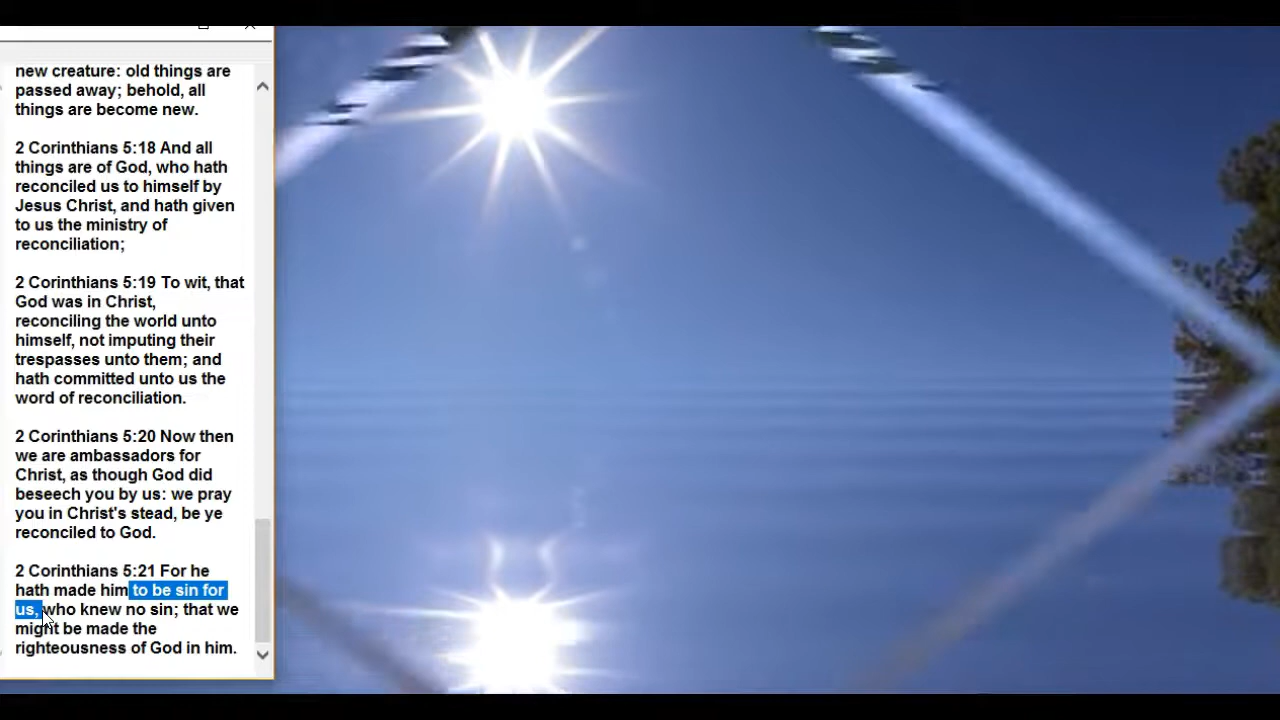 new creature: old things are
passed away; behold, all
things are become new.
2 Corinthians 5:18 And all
things are of God, who hath
reconciled us to himself by
Jesus Christ, and hath given
to us the ministry of
reconciliation;
2 Corinthians 5:19 To wit, that
God was in Christ,
reconciling the world unto
himself, not imputing their
trespasses unto them; and
hath committed unto us the
word of reconciliation.
2 Corinthians 5:20 Now then
we are ambassadors for
Christ, as though God did
beseech you by us: we pray
you in Christ's stead, be ye
reconciled to God.
2 Corinthians 5:21 For he
hath made him to be sin for
us, who knew no sin; that we
might be made the
righteousness of God in him.